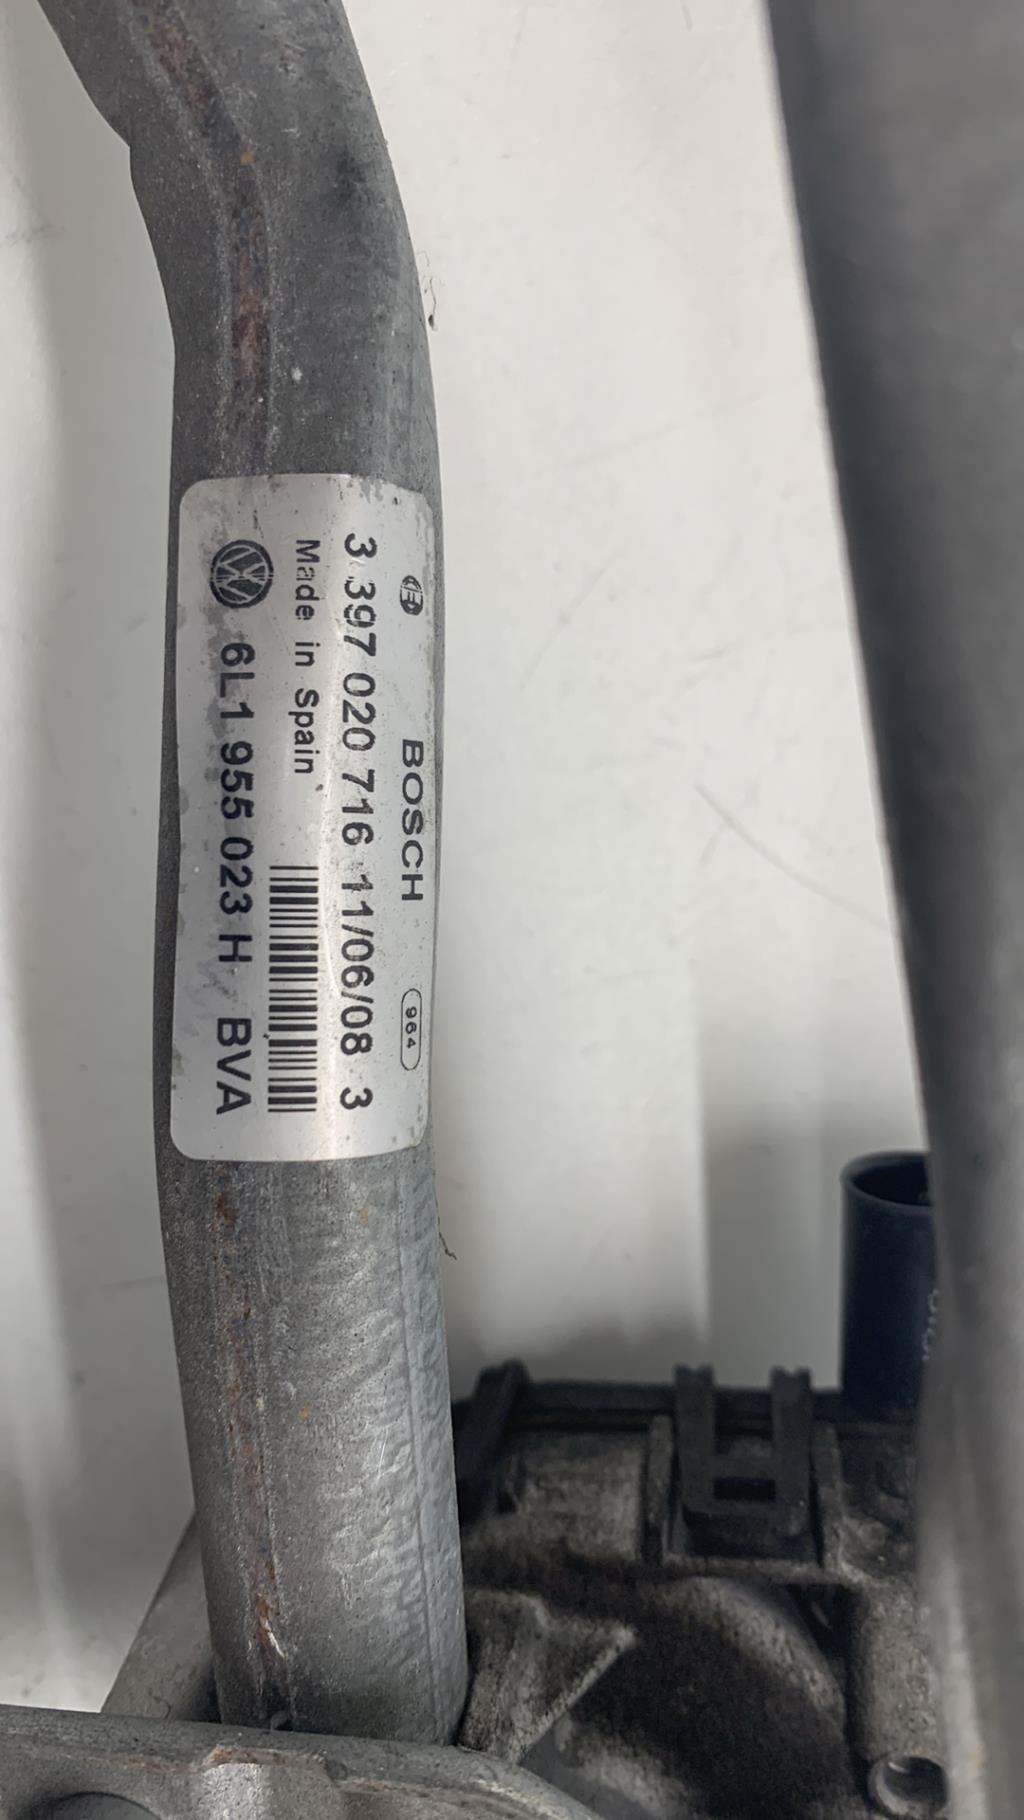 BOSCH 964
3 397 020 716 11/06/08 3
Made in Spain
6L1 955 023 H BVA